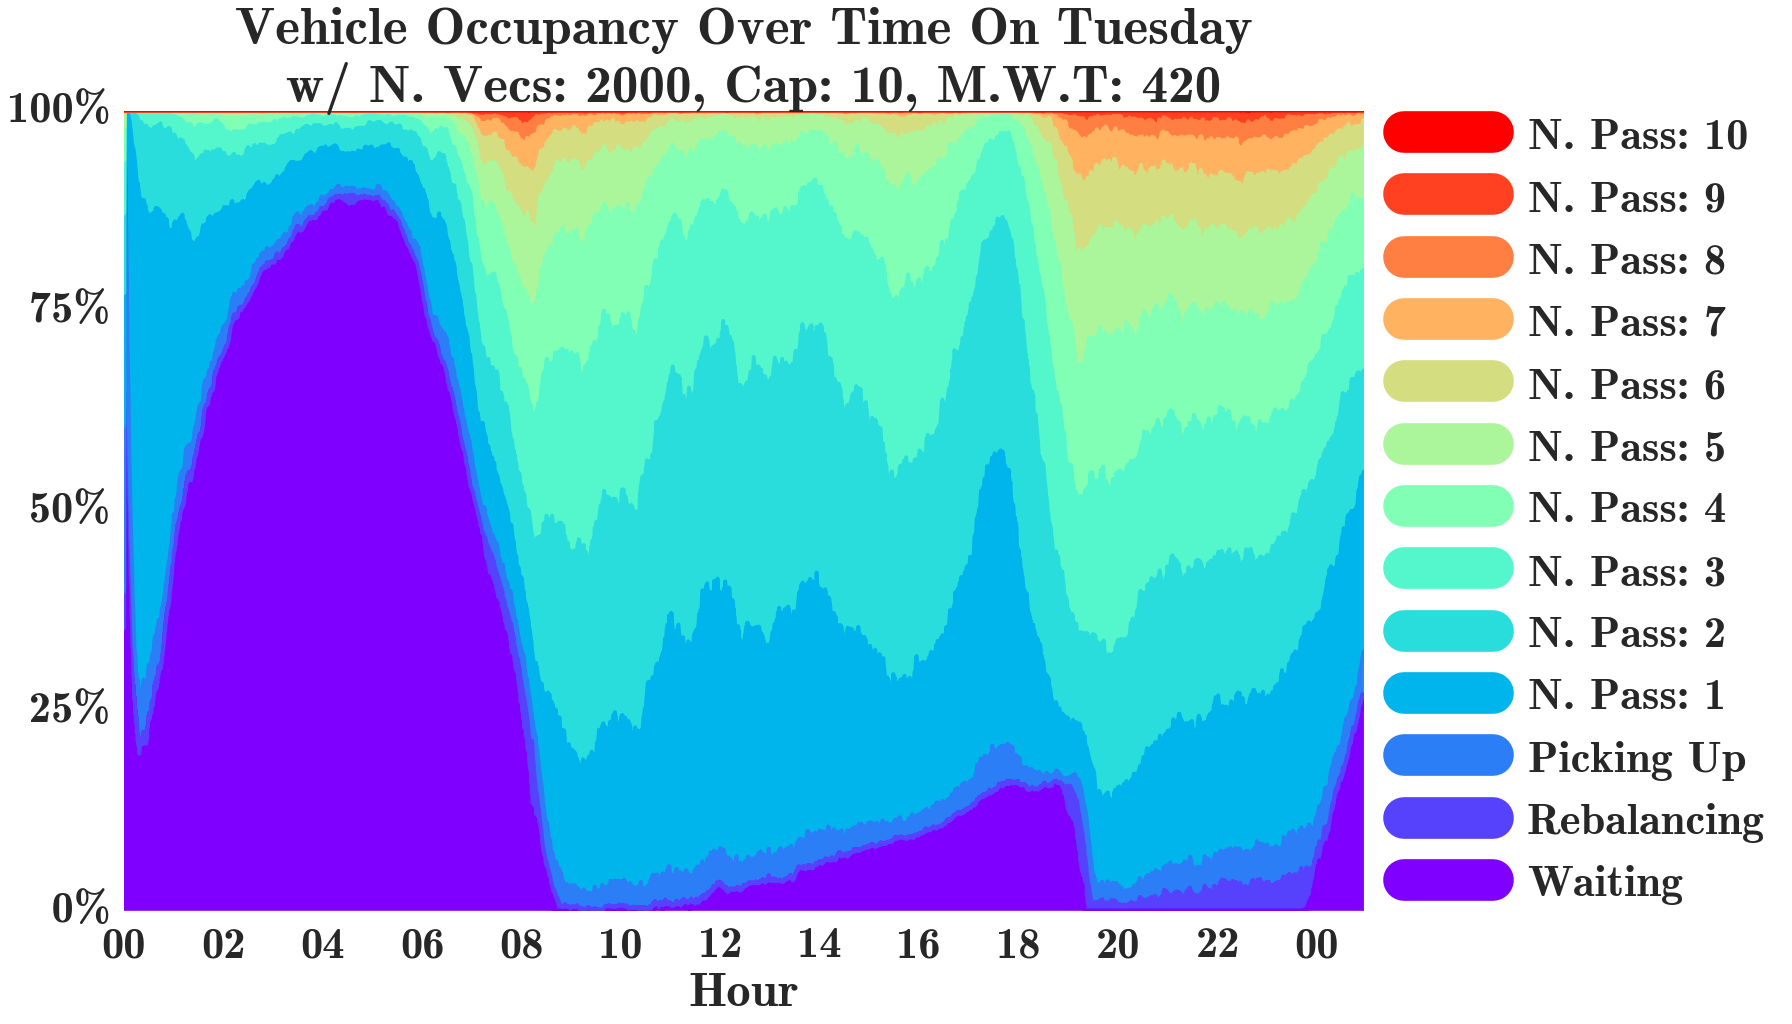 Vehicle Occupancy Over Time On Tuesday
w/ N. Vecs: 2000, Cap: 10, M.W.T: 420
100%
75%
50%
25%
0%
00 02 04 06 08 10 12 14 16 18 20 22 00
Hour
N. Pass: 10
N. Pass: 9
N. Pass: 8
N. Pass: 7
N. Pass: 6
N. Pass: 5
N. Pass: 4
N. Pass: 3
N. Pass: 2
N. Pass: 1
Picking Up
Rebalancing
Waiting